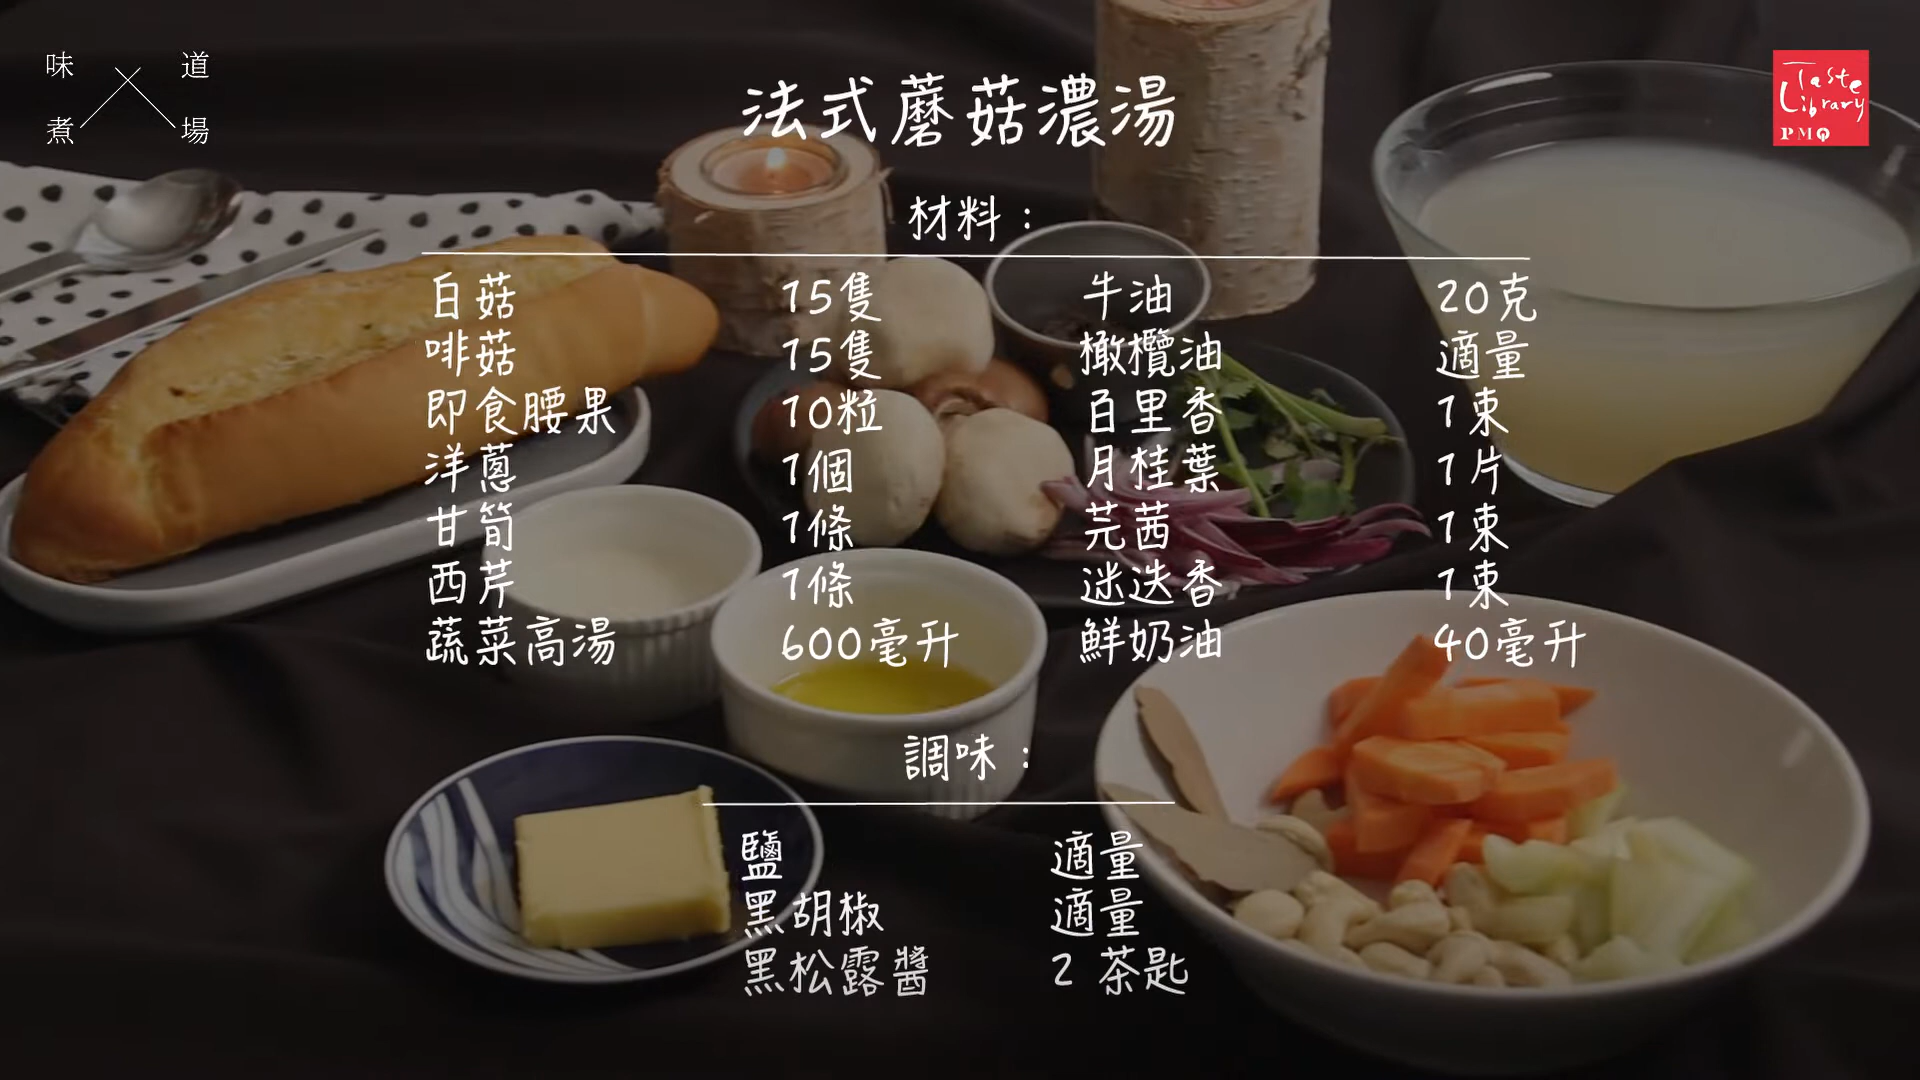 味 道
煮 場
Taste
Library
PMQ
法式蘑菇濃湯
材料：
白菇 15隻 牛油 20克
啡菇 15隻 橄欖油 適量
即食腰果 10粒 百里香 1束
洋蔥 1個 月桂葉 1片
甘筍 1條 芫茜 1束
西芹 1條 迷迭香 1束
蔬菜高湯 600毫升 鮮奶油 40毫升
調味：
鹽 適量
黑胡椒 適量
黑松露醬 2 茶匙